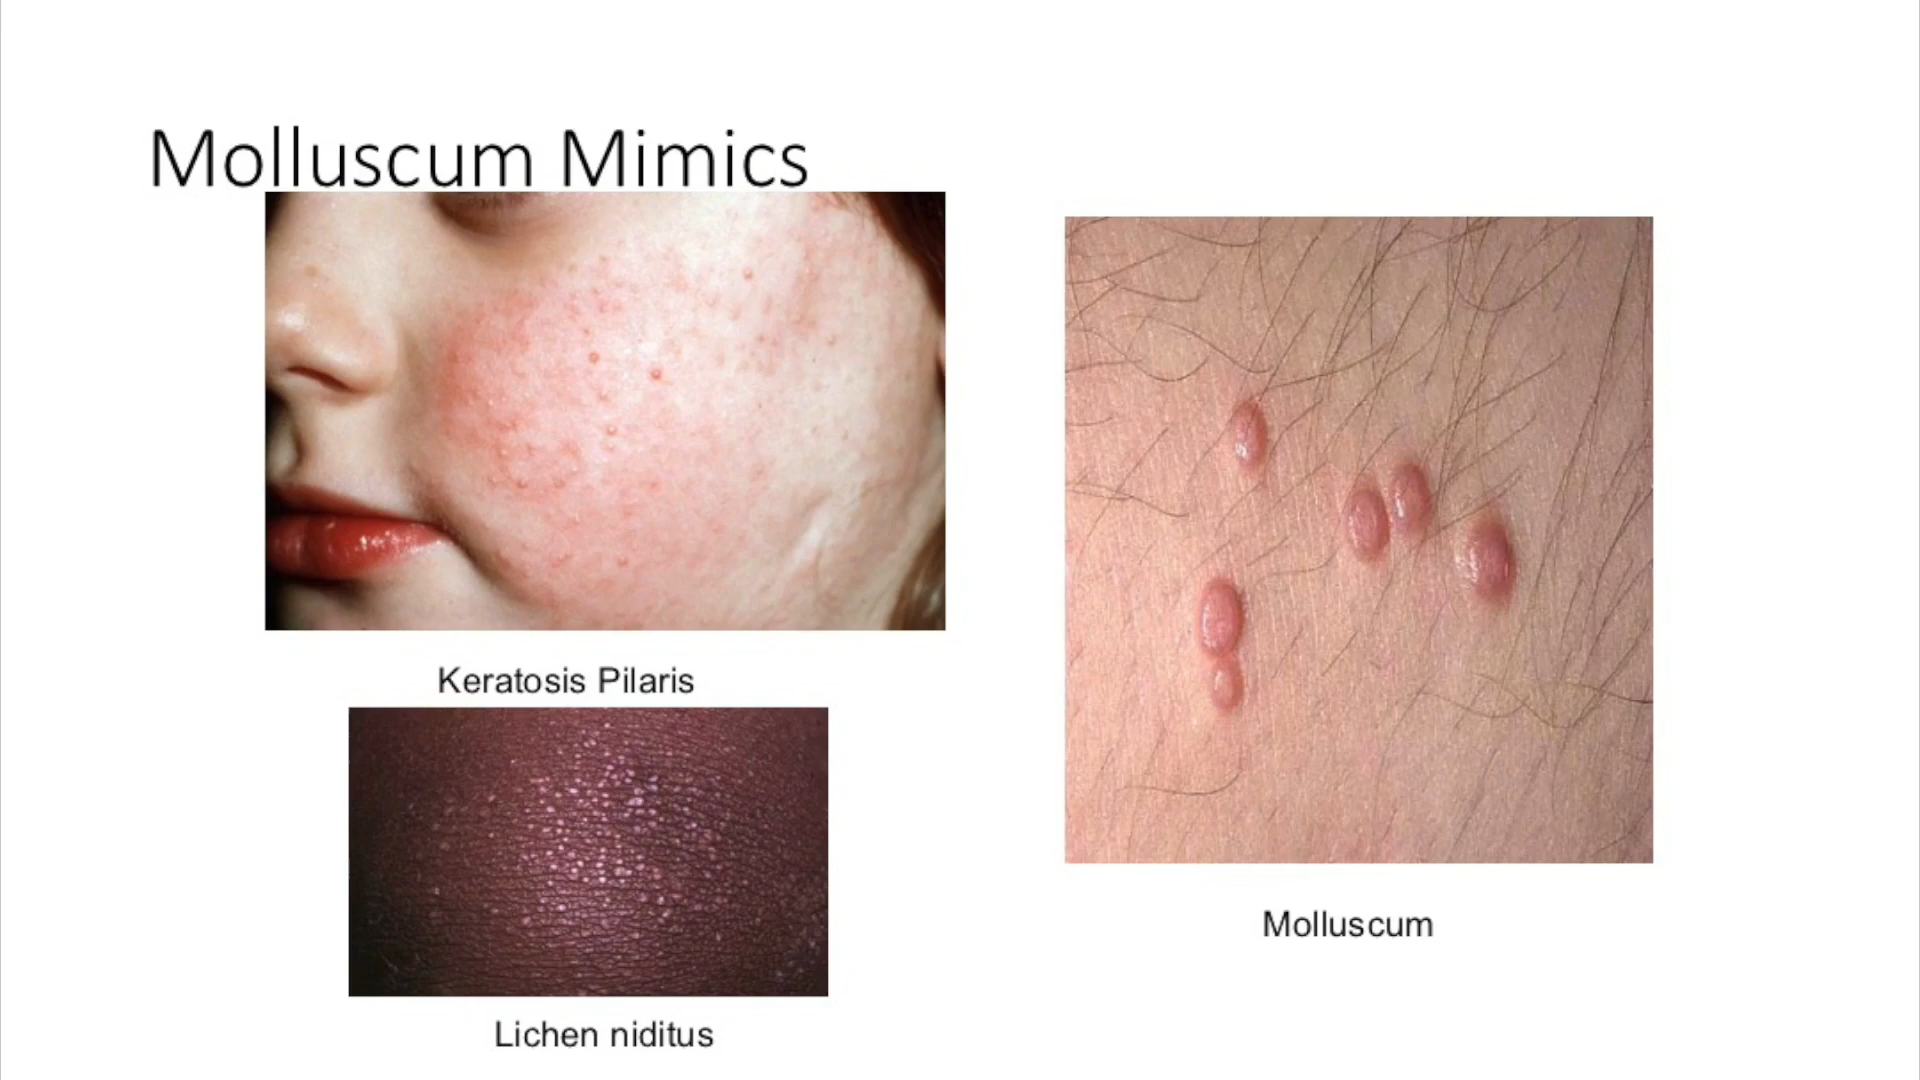 Molluscum Mimics
Keratosis Pilaris
Lichen niditus
Molluscum